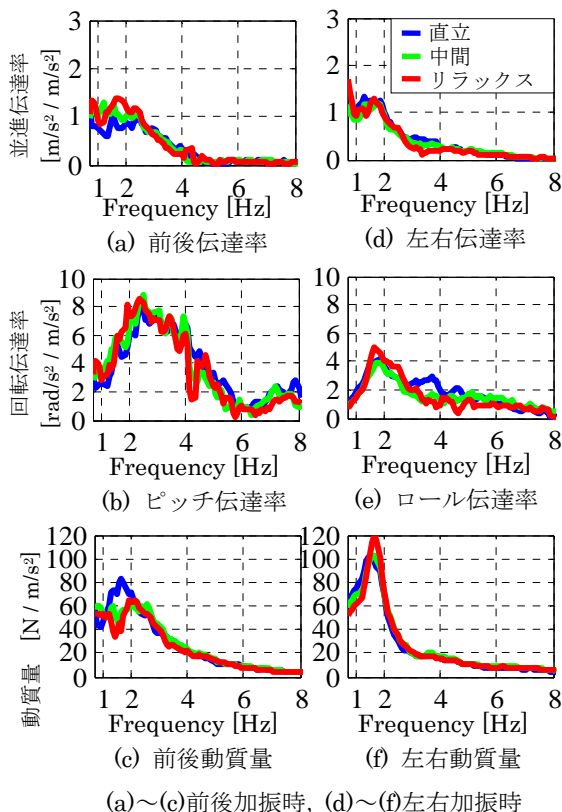 3
2
1
0
1 2 4 6 8
Frequency [Hz]
(a) 前後伝達率
並進伝達率
[m/s² / m/s²]
3
2
1
0
1 2 4 6 8
Frequency [Hz]
(d) 左右伝達率
直立
中間
リラックス
10
8
6
4
2
0
1 2 4 6 8
Frequency [Hz]
(b) ピッチ伝達率
回転伝達率
[rad/s² / m/s²]
10
8
6
4
2
0
1 2 4 6 8
Frequency [Hz]
(e) ロール伝達率
120
100
80
60
40
20
0
1 2 4 6 8
Frequency [Hz]
(c) 前後動質量
動質量 [N / m/s²]
120
100
80
60
40
20
0
1 2 4 6 8
Frequency [Hz]
(f) 左右動質量
(a)～(c)前後加振時, (d)～(f)左右加振時